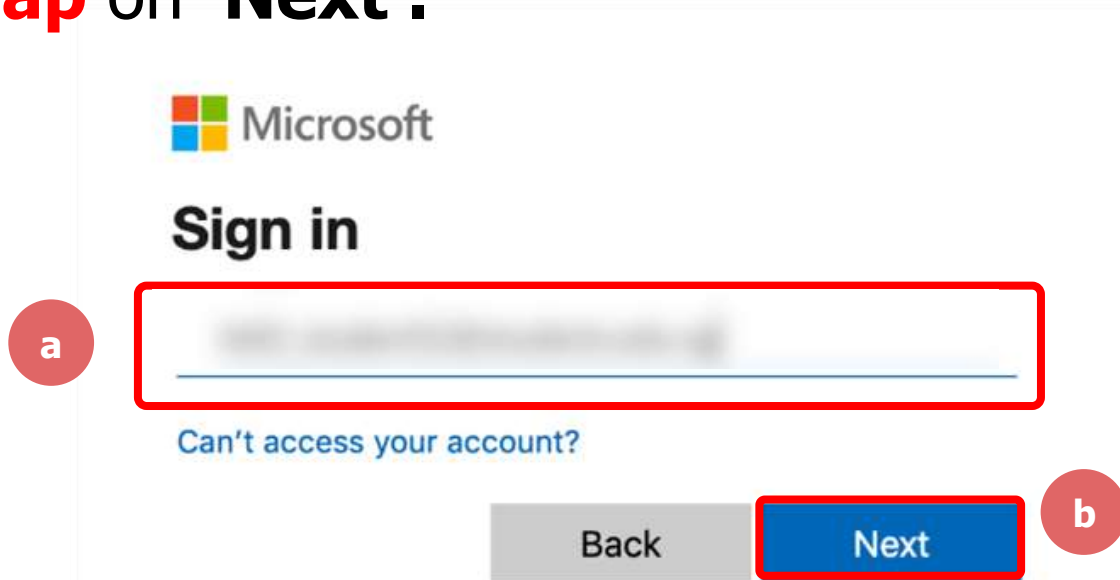 ap on 'Next'.
Microsoft
Sign in
a
Can't access your account?
Back
Next
b